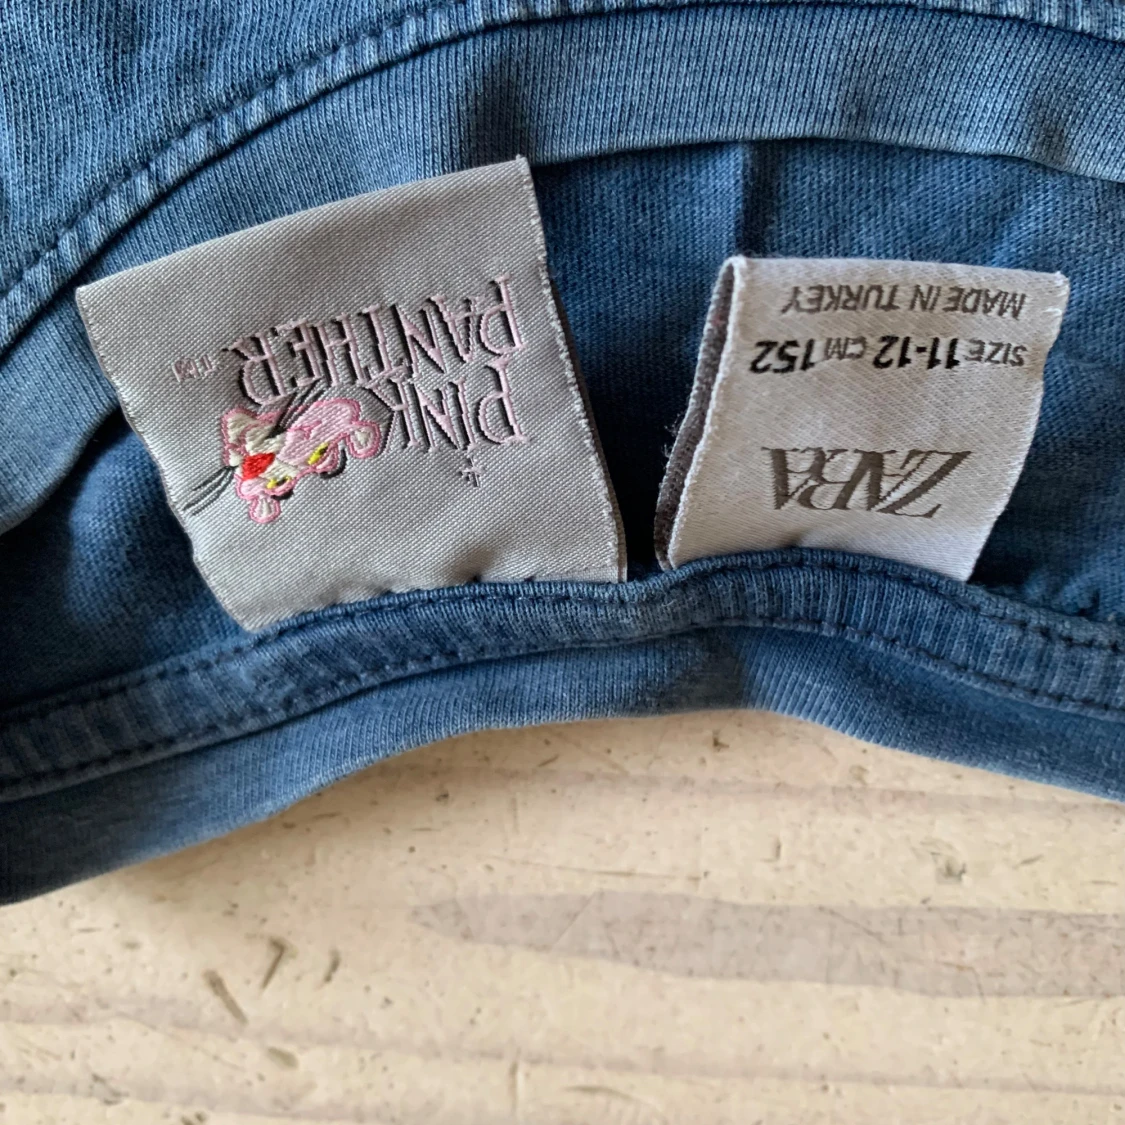 PINK
PANTHER
TM
ZARA
SIZE 11-12 CM 152
MADE IN TURKEY